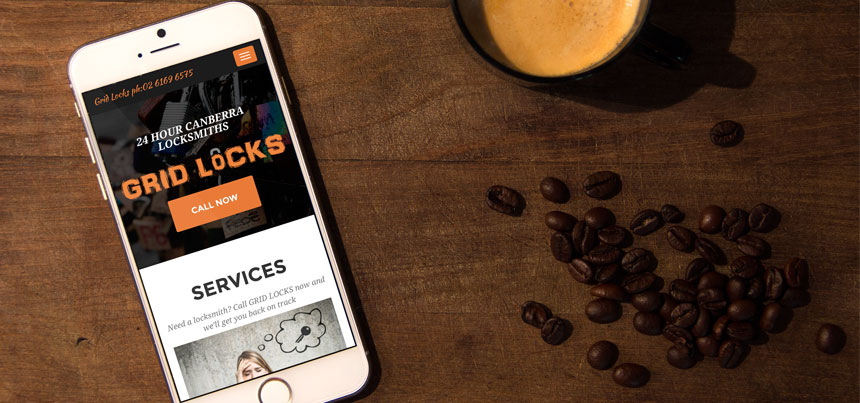 Grid Locks ph:02 6169 6575
24 HOUR CANBERRA
LOCKSMITHS
GRID LOCKS
CALL NOW
SERVICES
Need a locksmith? Call GRID LOCKS now and
we'll get you back on track